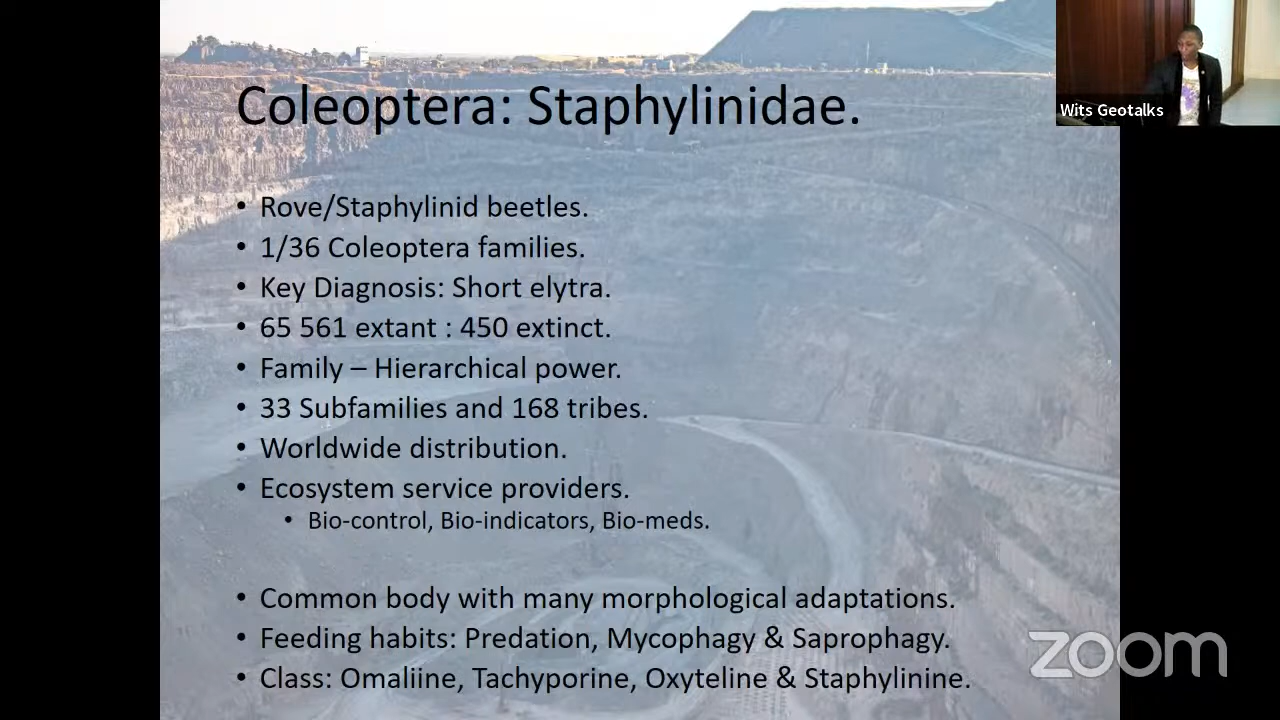 Coleoptera: Staphylinidae.
Wits Geotalks
• Rove/Staphylinid beetles.
• 1/36 Coleoptera families.
• Key Diagnosis: Short elytra.
• 65 561 extant : 450 extinct.
• Family – Hierarchical power.
• 33 Subfamilies and 168 tribes.
• Worldwide distribution.
• Ecosystem service providers.
• Bio-control, Bio-indicators, Bio-meds.
• Common body with many morphological adaptations.
• Feeding habits: Predation, Mycophagy & Saprophagy.
• Class: Omaliine, Tachyporine, Oxyteline & Staphylinine.
zoom